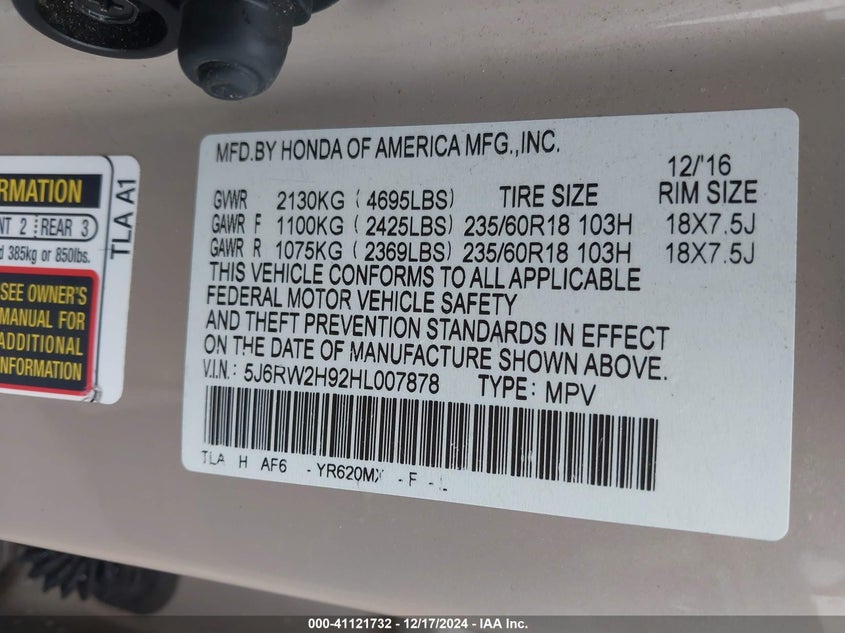 MFD.BY HONDA OF AMERICA MFG.,INC.
12/'16
GVWR 2130KG ( 4695LBS) TIRE SIZE RIM SIZE
GAWR F 1100KG ( 2425LBS) 235/60R18 103H 18X7.5J
GAWR R 1075KG ( 2369LBS) 235/60R18 103H 18X7.5J
THIS VEHICLE CONFORMS TO ALL APPLICABLE
FEDERAL MOTOR VEHICLE SAFETY
AND THEFT PREVENTION STANDARDS IN EFFECT
ON THE DATE OF MANUFACTURE SHOWN ABOVE.
V.I.N.: 5J6RW2H92HL007878 TYPE: MPV
TLA H AF6 - YR620MX - F - L
2 REAR 3
385kg or 850lbs.
SEE OWNER'S
MANUAL FOR
ADDITIONAL
INFORMATION
TLA A1
000-41121732 - 12/17/2024 - IAA Inc.